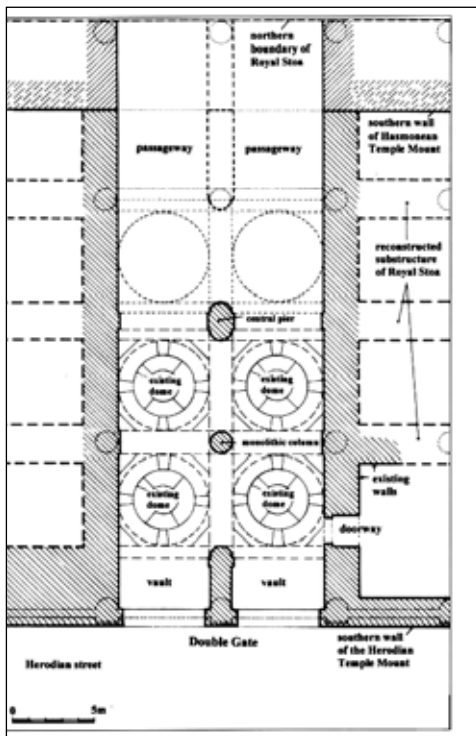 northern
boundary of
Royal Stoa
southern wall
of Hasmonean
Temple Mount
passageway
passageway
reconstructed
substructure
of Royal Stoa
central pier
existing
dome
existing
dome
monolithic column
existing
walls
existing
dome
existing
dome
doorway
vault
vault
Double Gate
southern wall
of the Herodian
Temple Mount
Herodian street
0 5m